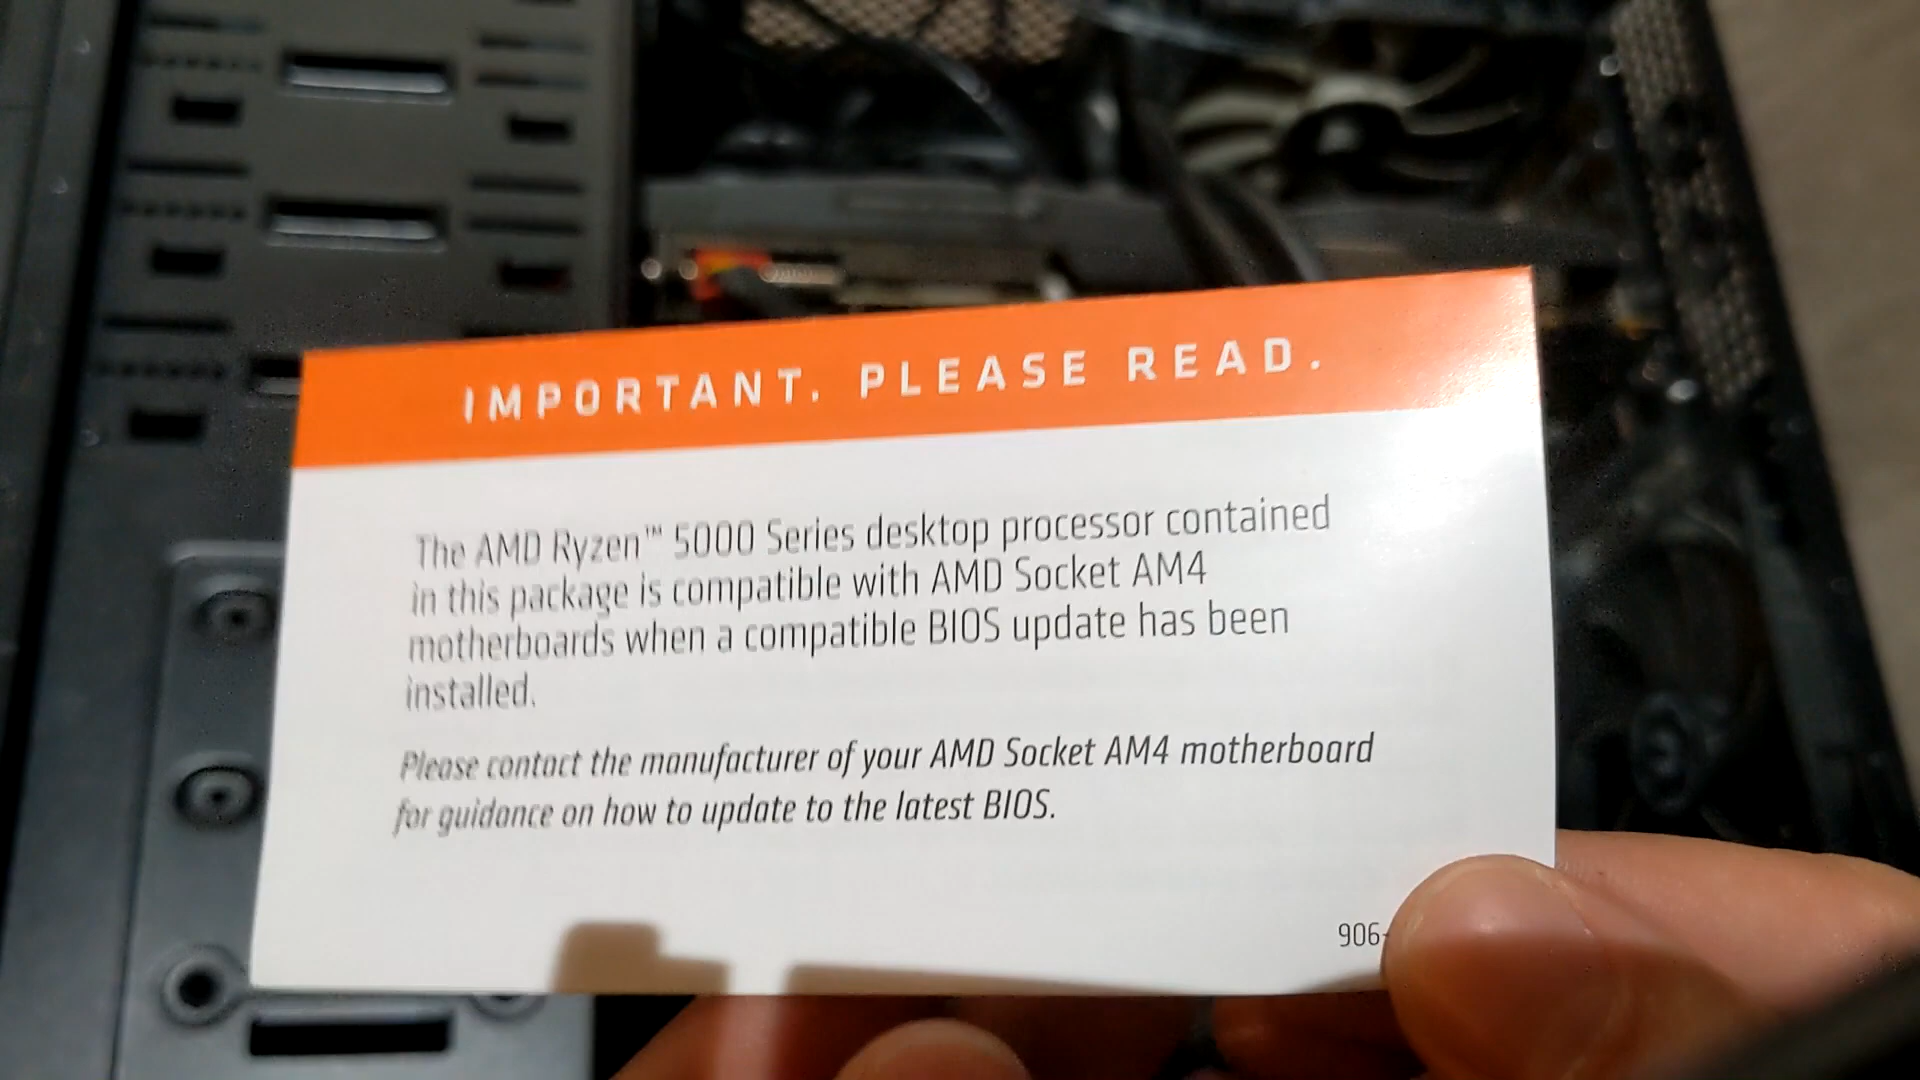 IMPORTANT. PLEASE READ.
The AMD Ryzen™ 5000 Series desktop processor contained
in this package is compatible with AMD Socket AM4
motherboards when a compatible BIOS update has been
installed.
Please contact the manufacturer of your AMD Socket AM4 motherboard
for guidance on how to update to the latest BIOS.
906-